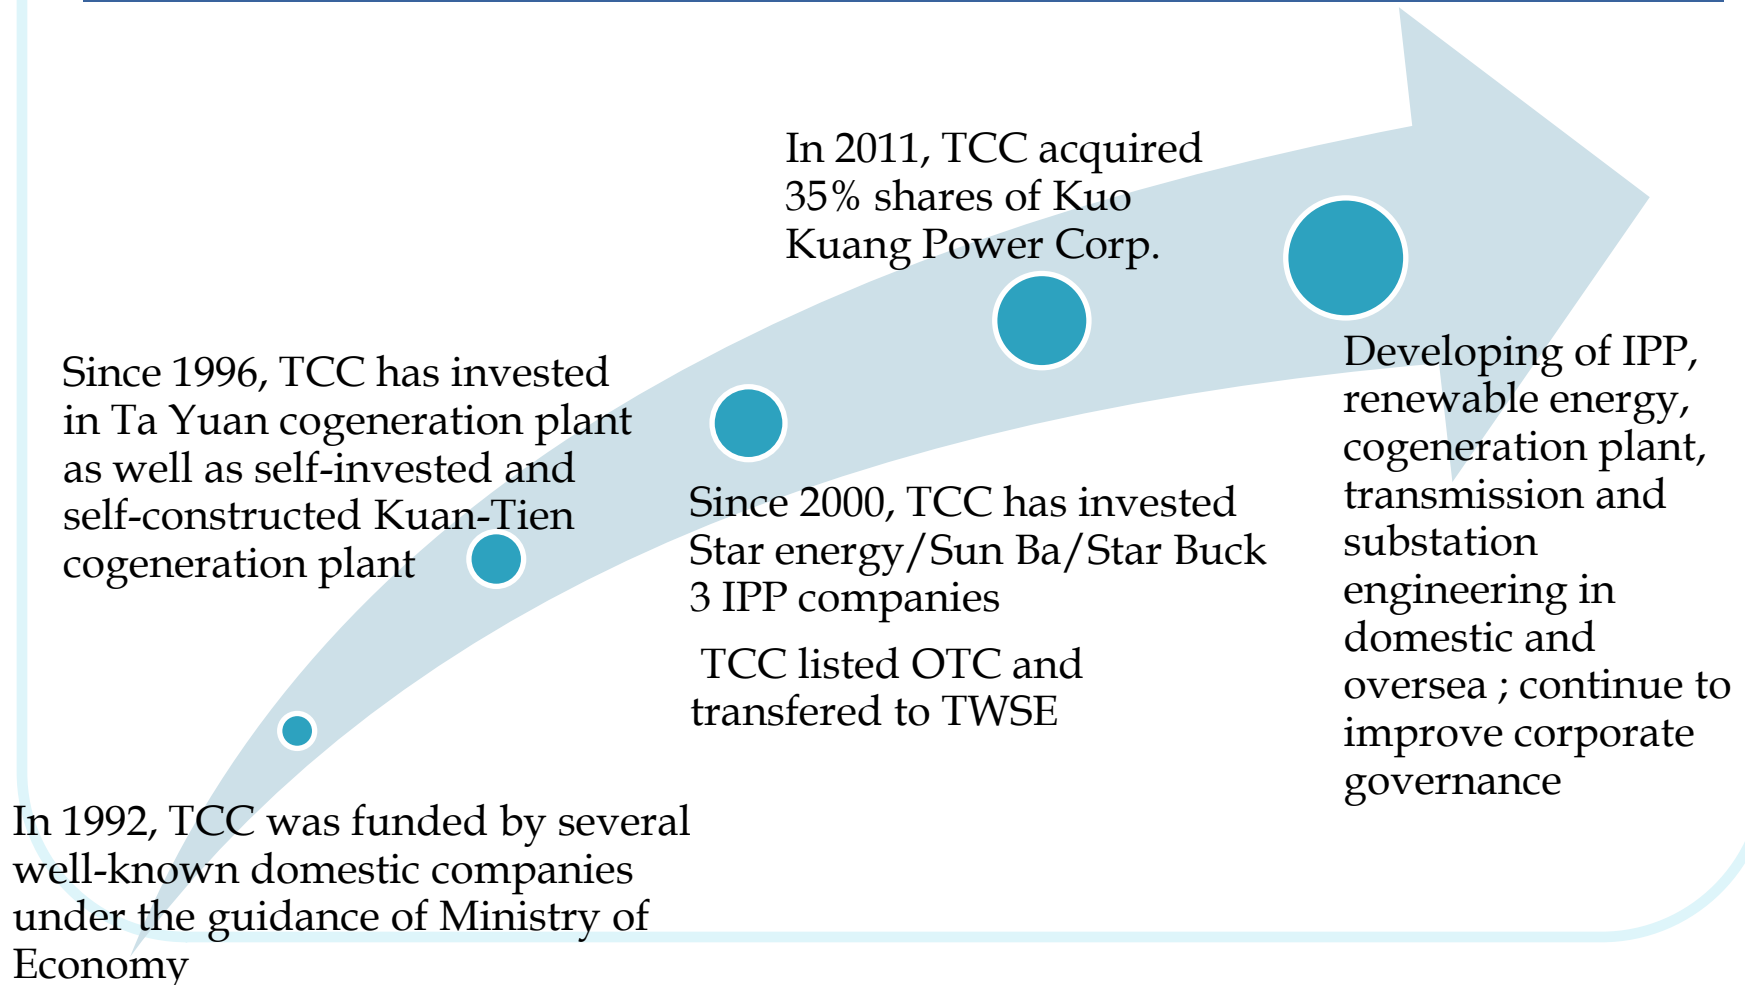 In 2011, TCC acquired
35% shares of Kuo
Kuang Power Corp.
Since 1996, TCC has invested
in Ta Yuan cogeneration plant
as well as self-invested and
self-constructed Kuan-Tien
cogeneration plant
Developing of IPP,
renewable energy,
cogeneration plant,
transmission and
substation
engineering in
domestic and
oversea ; continue to
improve corporate
governance
Since 2000, TCC has invested
Star energy/Sun Ba/Star Buck
3 IPP companies
TCC listed OTC and
transfered to TWSE
In 1992, TCC was funded by several
well-known domestic companies
under the guidance of Ministry of
Economy